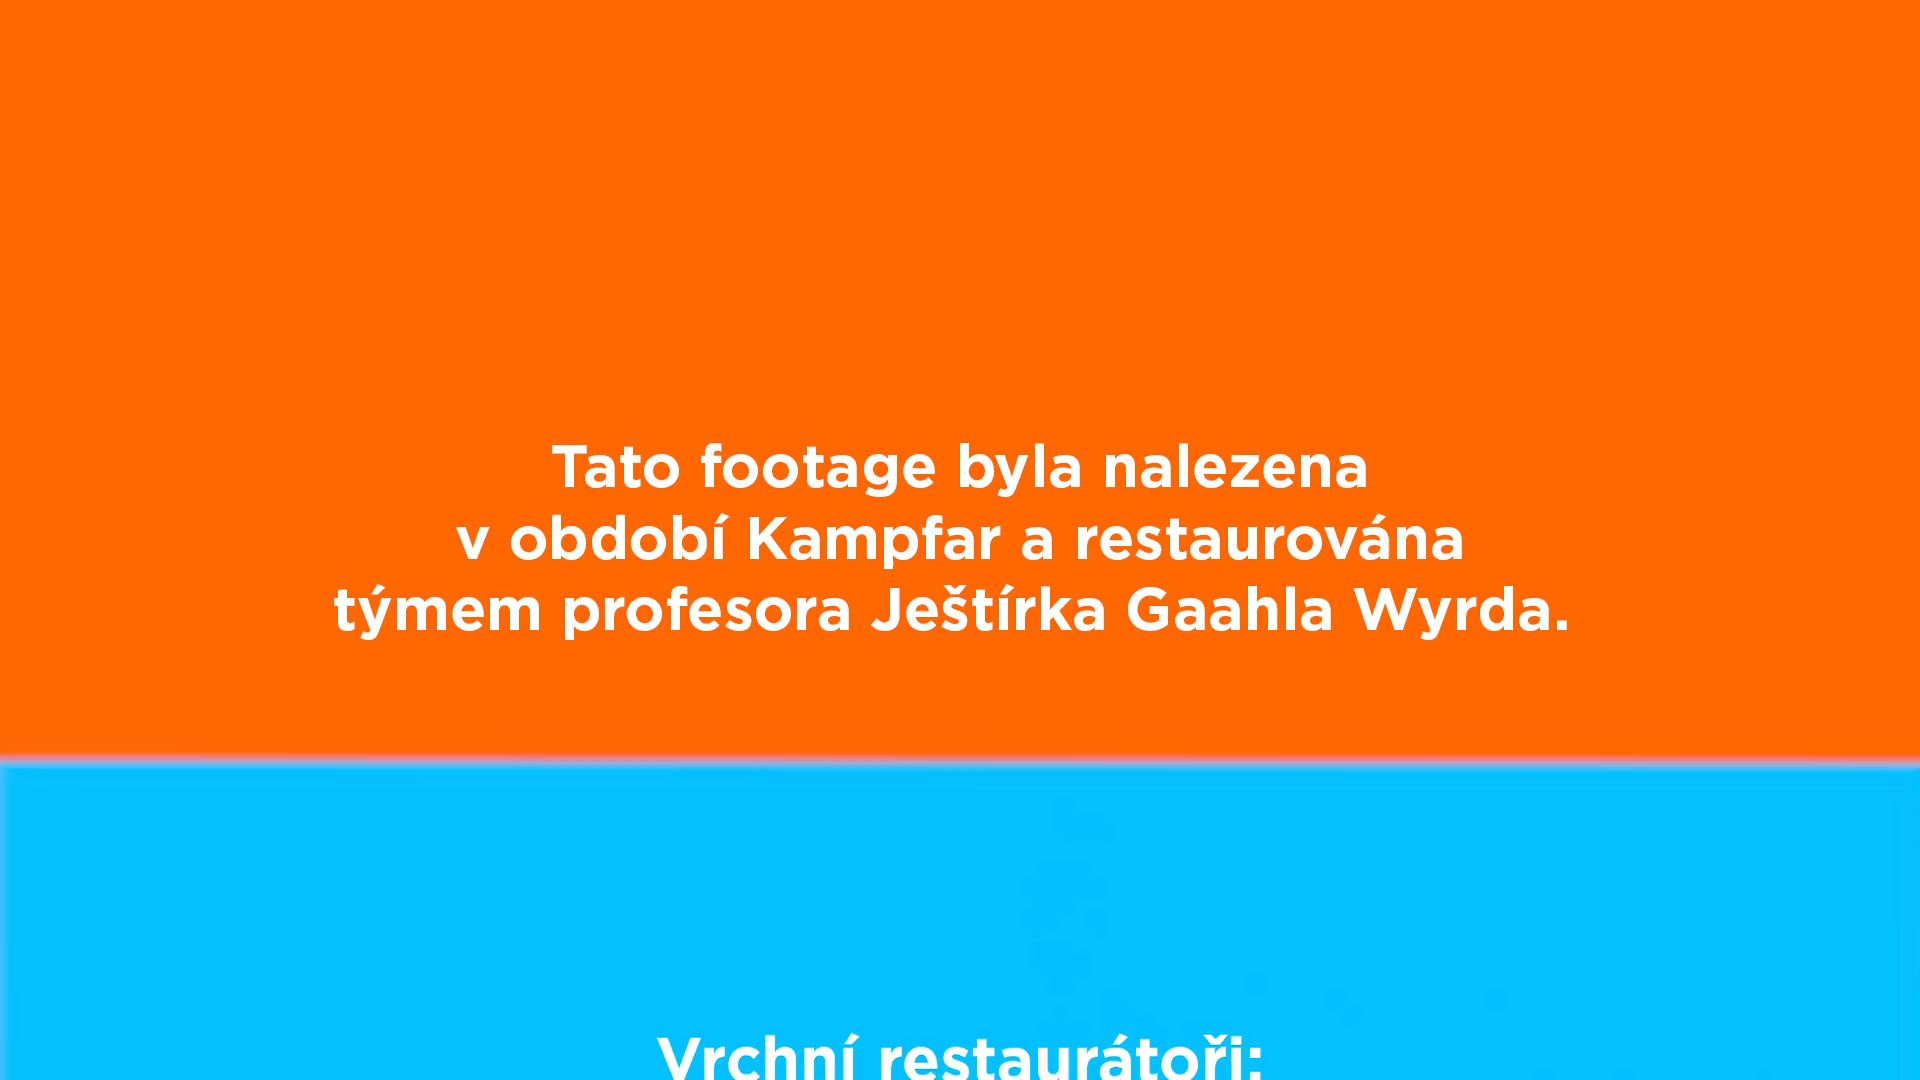 Tato footage byla nalezena
v období Kampfar a restaurována
týmem profesora Ještírka Gaahla Wyrda.
Vrchní restaurátoři: